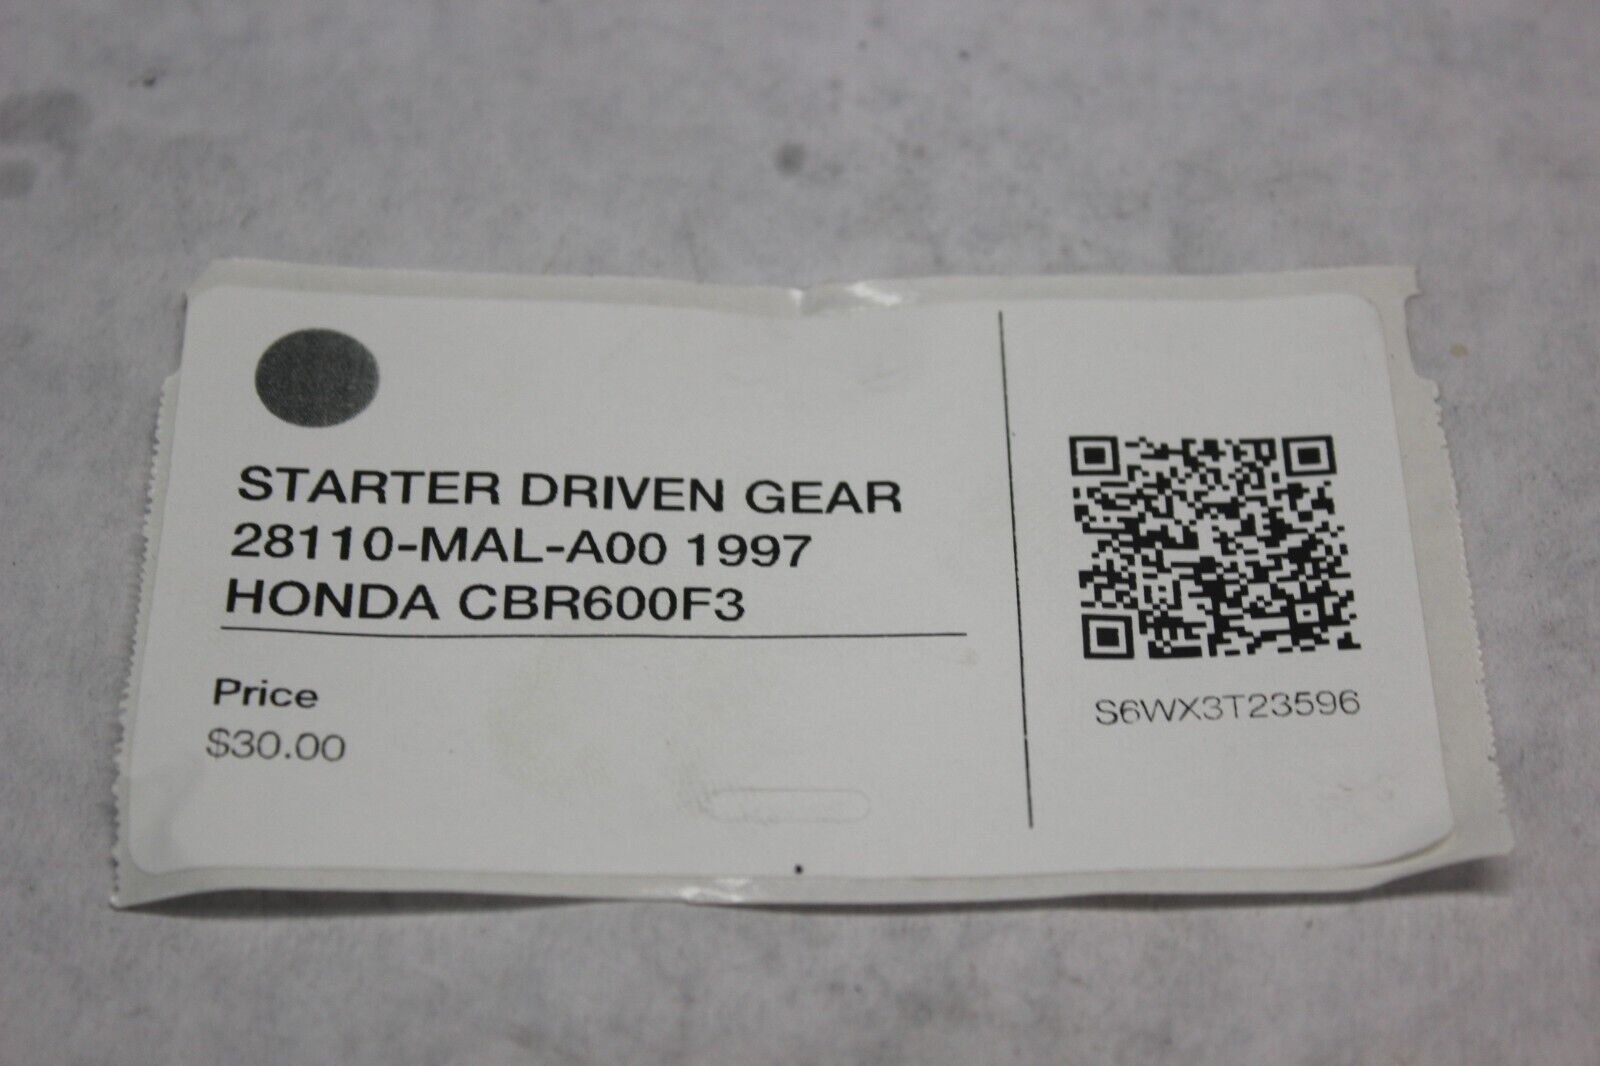 STARTER DRIVEN GEAR
28110-MAL-A00 1997
HONDA CBR600F3
Price
$30.00
S6WX3T23596